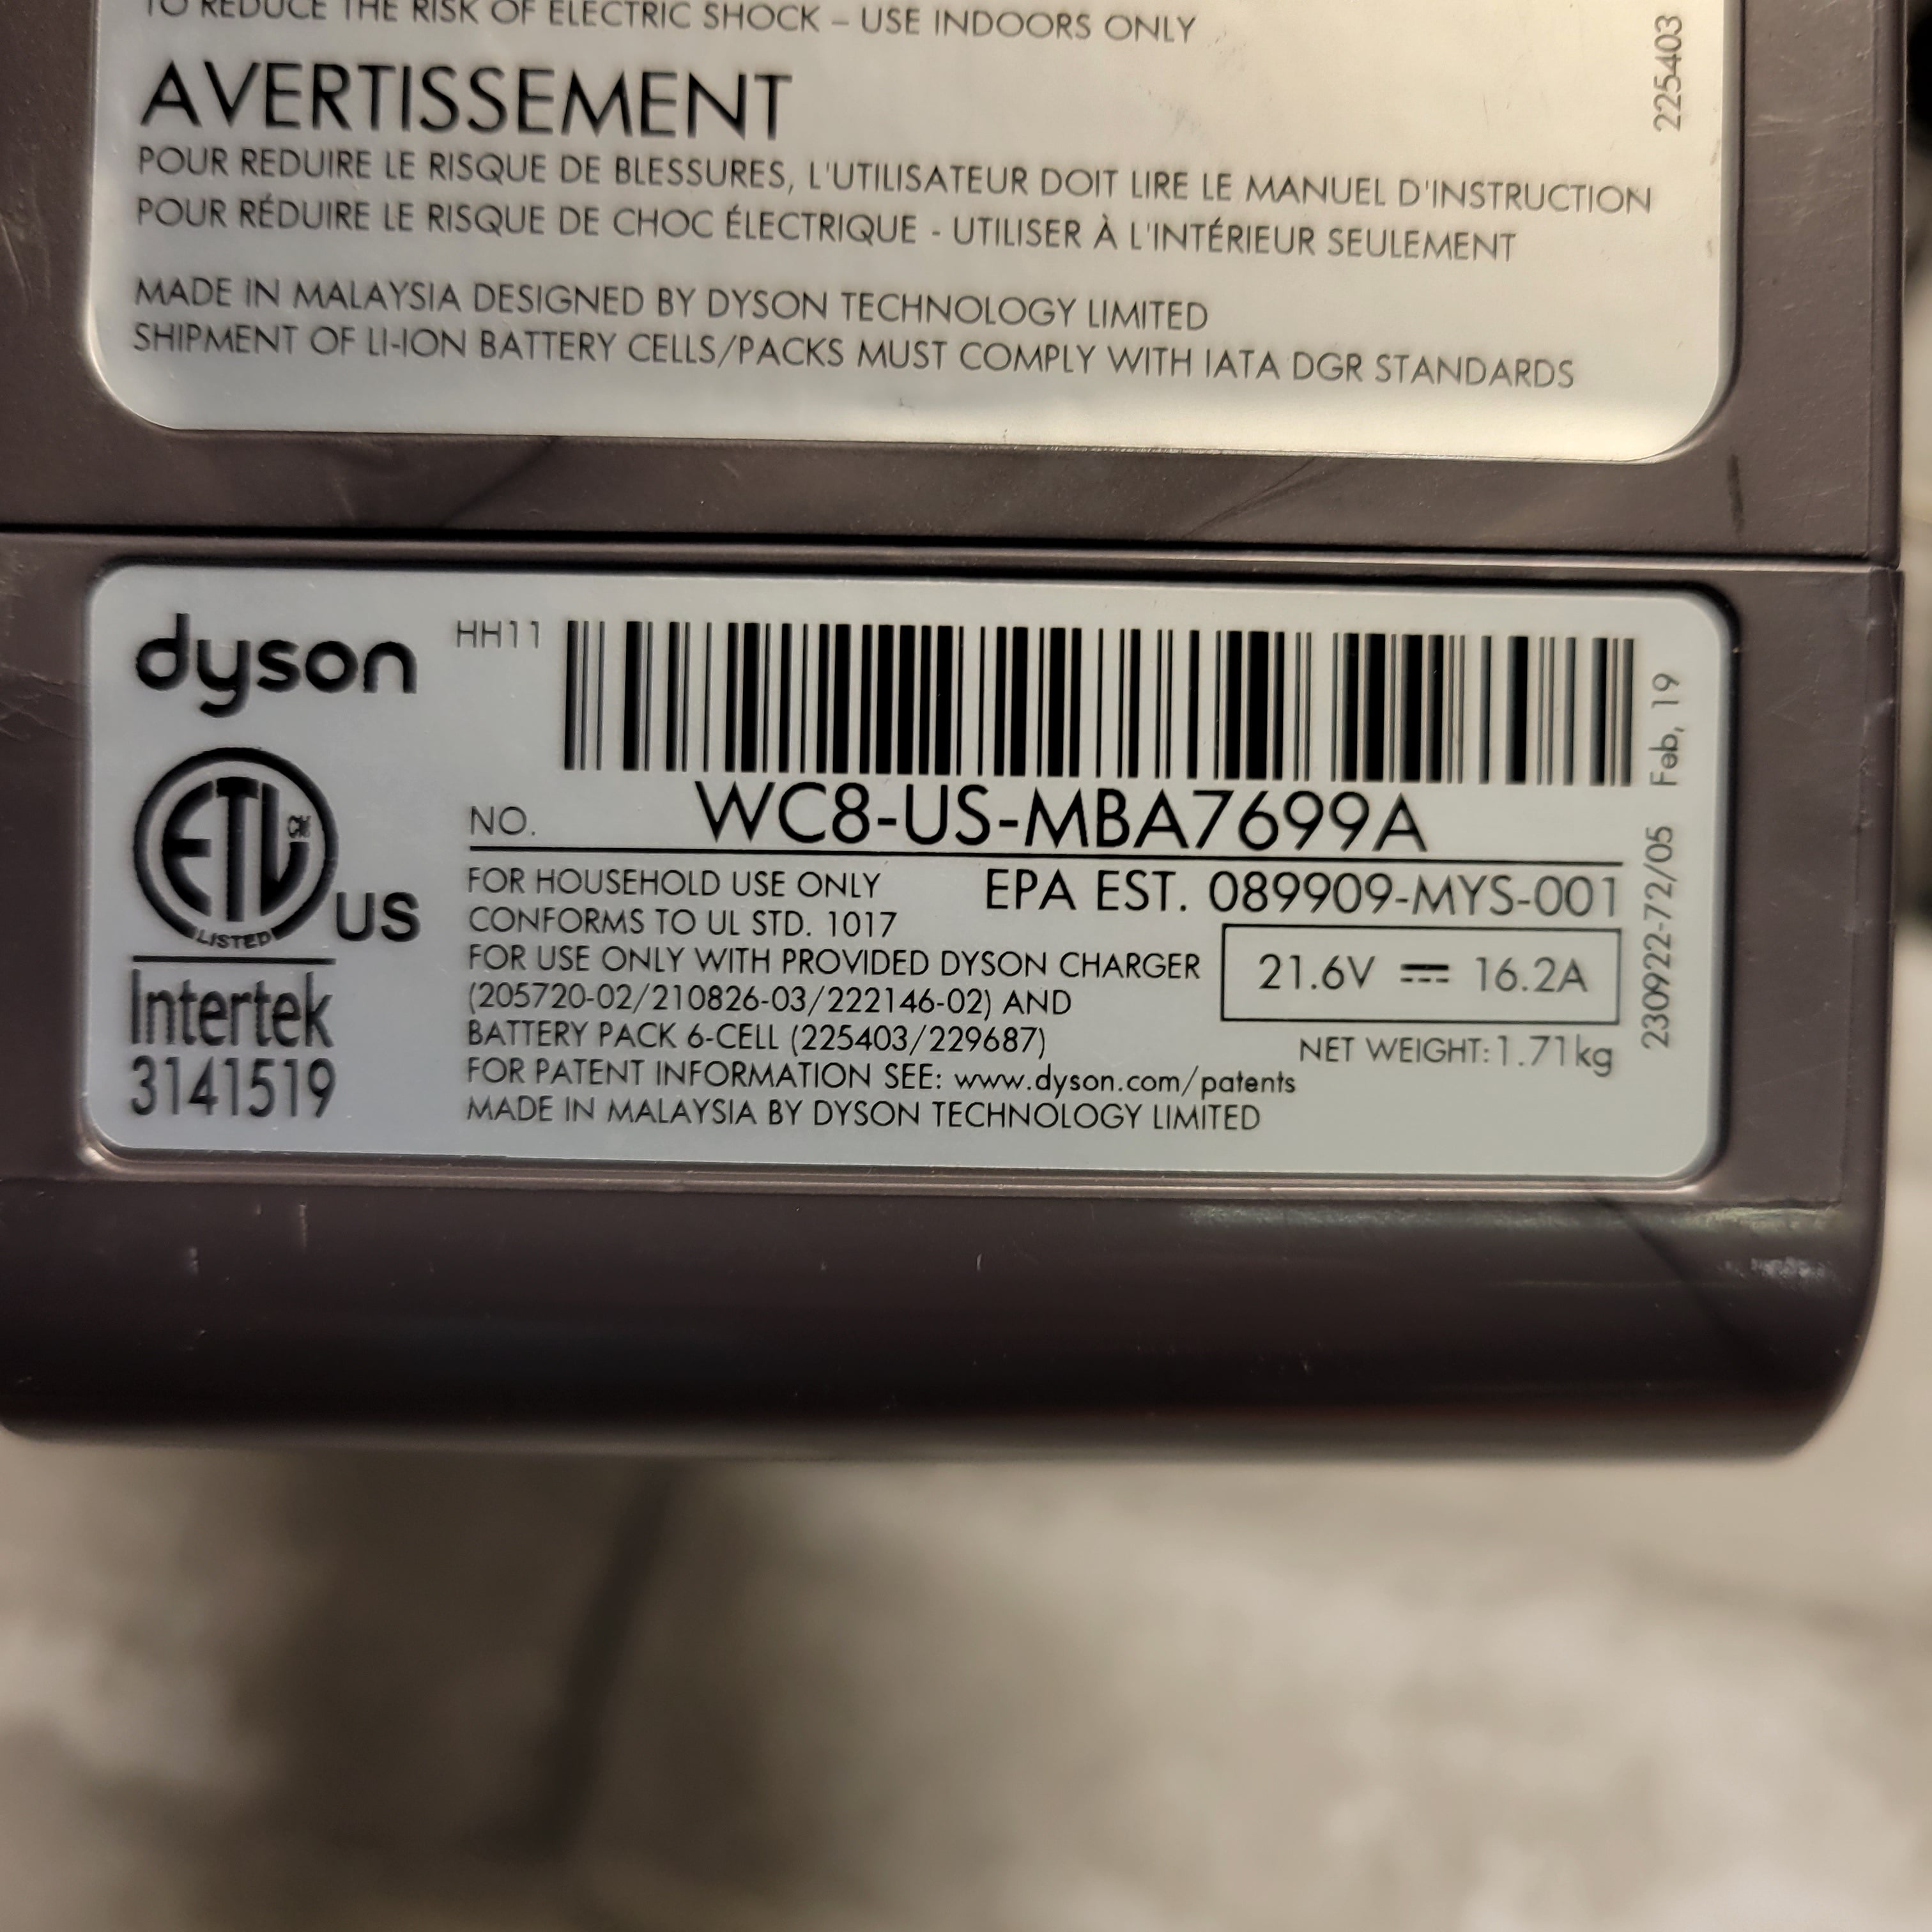 TO REDUCE THE RISK OF ELECTRIC SHOCK – USE INDOORS ONLY
AVERTISSEMENT
POUR REDUIRE LE RISQUE DE BLESSURES, L'UTILISATEUR DOIT LIRE LE MANUEL D'INSTRUCTION
POUR RÉDUIRE LE RISQUE DE CHOC ÉLECTRIQUE - UTILISER À L'INTÉRIEUR SEULEMENT
MADE IN MALAYSIA DESIGNED BY DYSON TECHNOLOGY LIMITED
SHIPMENT OF LI-ION BATTERY CELLS/PACKS MUST COMPLY WITH IATA DGR STANDARDS
225403
dyson
HH11
NO. WC8-US-MBA7699A
ETL CM
LISTED
US
Intertek
3141519
FOR HOUSEHOLD USE ONLY
CONFORMS TO UL STD. 1017
EPA EST. 089909-MYS-001
FOR USE ONLY WITH PROVIDED DYSON CHARGER
(205720-02/210826-03/222146-02) AND
BATTERY PACK 6-CELL (225403/229687)
FOR PATENT INFORMATION SEE: www.dyson.com/patents
MADE IN MALAYSIA BY DYSON TECHNOLOGY LIMITED
21.6V ⎓ 16.2A
NET WEIGHT: 1.71kg
230922-72/05 Feb, 19